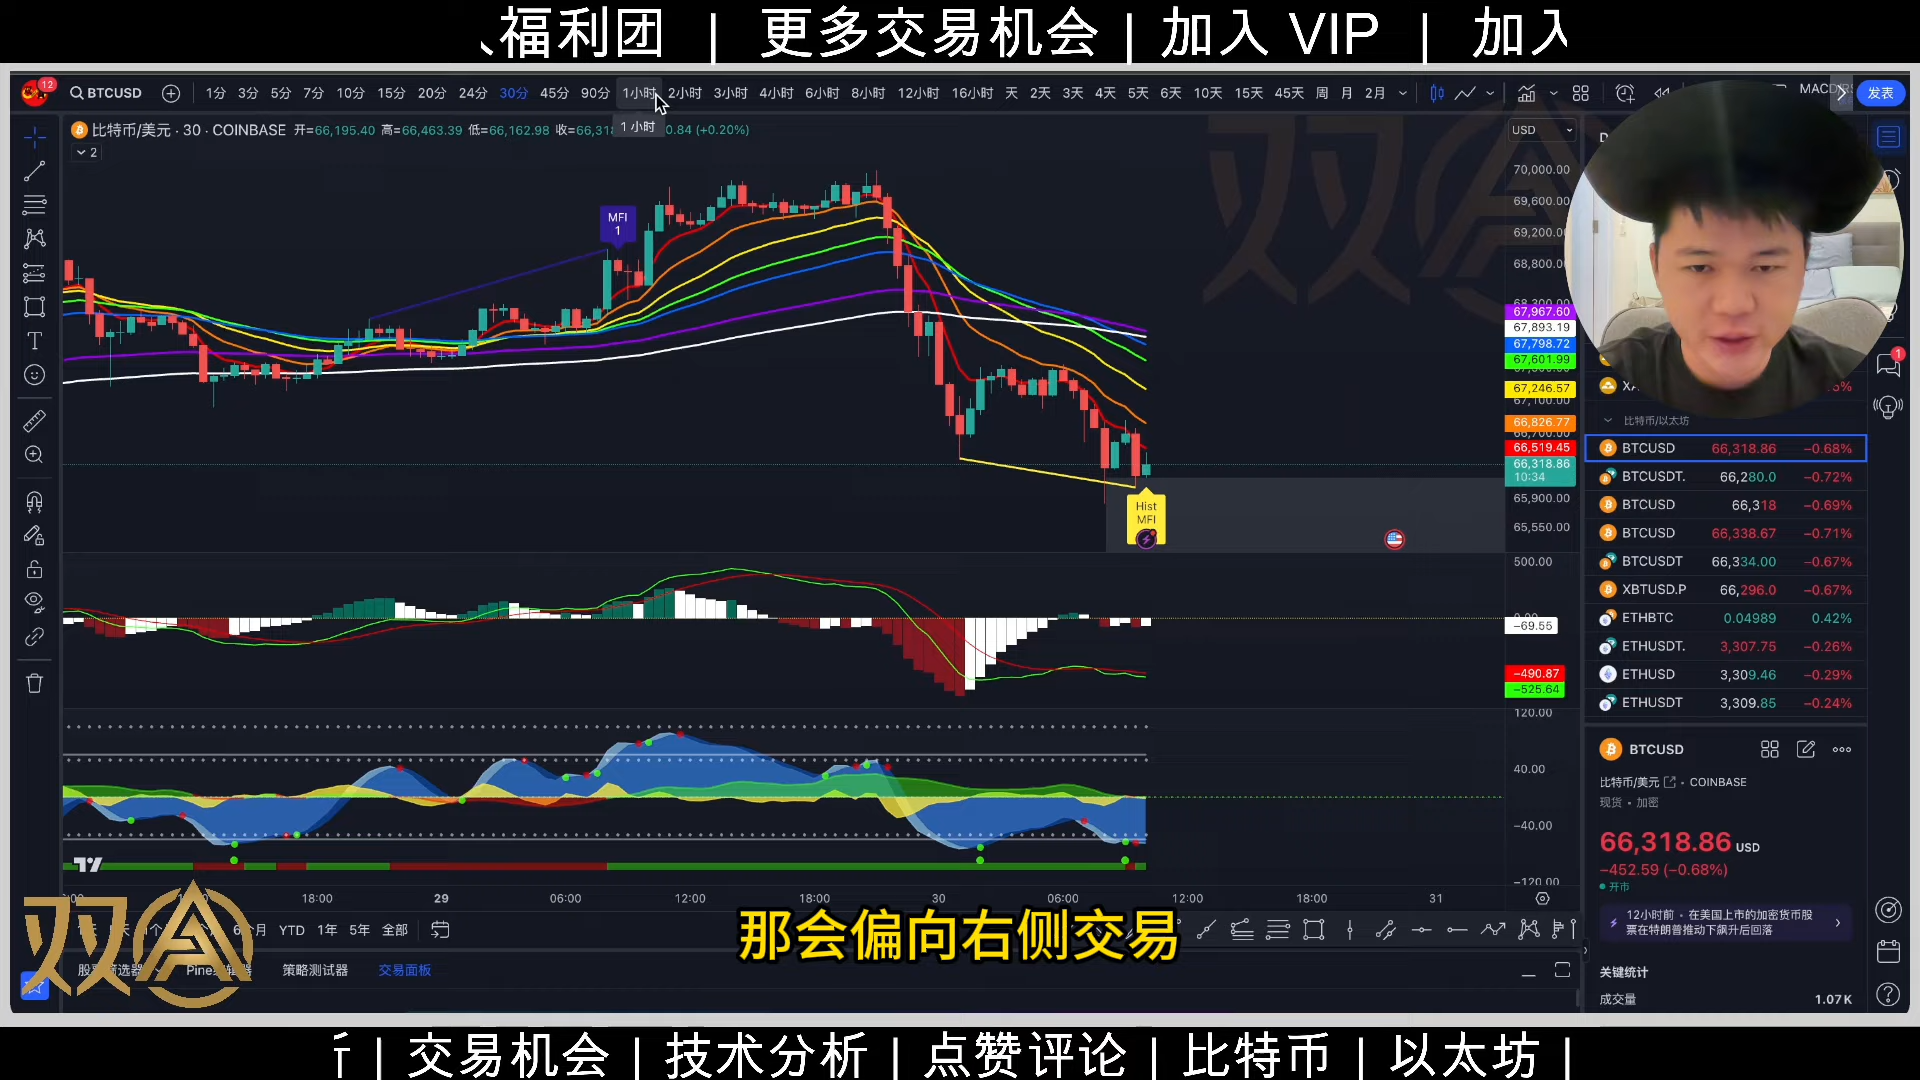 福利团 | 更多交易机会 | 加入 VIP | 加入
12
BTCUSD 1分 3分 5分 7分 10分 15分 20分 24分 30分 45分 90分 1小时 2小时 3小时 4小时 6小时 8小时 12小时 16小时 天 2天 3天 4天 5天 6天 10天 15天 45天 周 月 2月 发表
比特币/美元 · 30 · COINBASE 开=66,195.40 高=66,463.39 低=66,162.98 0.84 (+0.20%)
1 小时
2
USD
70,000.00
69,600.00
69,200.00
68,800.0
MFI
1
双
67,967.60
67,893.19
67,798.72
67,601.99
67,246.57
66,826.77
66,519.45
66,318.86
10:34
65,900.00
65,550.00
Hist
MFI
500.00
−69.55
−490.87
−525.64
120.00
40.00
−40.00
−120.00
1
比特币/以太坊
BTCUSD 66,318.86 −0.68%
BTCUSDT. 66,280.0 −0.72%
BTCUSD 66,318 −0.69%
BTCUSD 66,338.67 −0.71%
BTCUSDT 66,334.00 −0.67%
XBTUSD.P 66,296.0 −0.67%
ETHBTC 0.04989 0.42%
ETHUSDT. 3,307.75 −0.26%
ETHUSD 3,309.46 −0.29%
ETHUSDT 3,309.85 −0.24%
BTCUSD
比特币/美元 · COINBASE
现货 · 加密
66,318.86 USD
−452.59 (−0.68%)
开市
12小时前 · 在美国上市的加密货币股
票在特朗普推动下飙升后回落
关键统计
成交量 1.07K
18:00 29 06:00 12:00 18:00 30 06:00 12:00 18:00 31
YTD 1年 5年 全部
策略测试器 交易面板
双
那会偏向右侧交易
| 交易机会 | 技术分析 | 点赞评论 | 比特币 | 以太坊 |